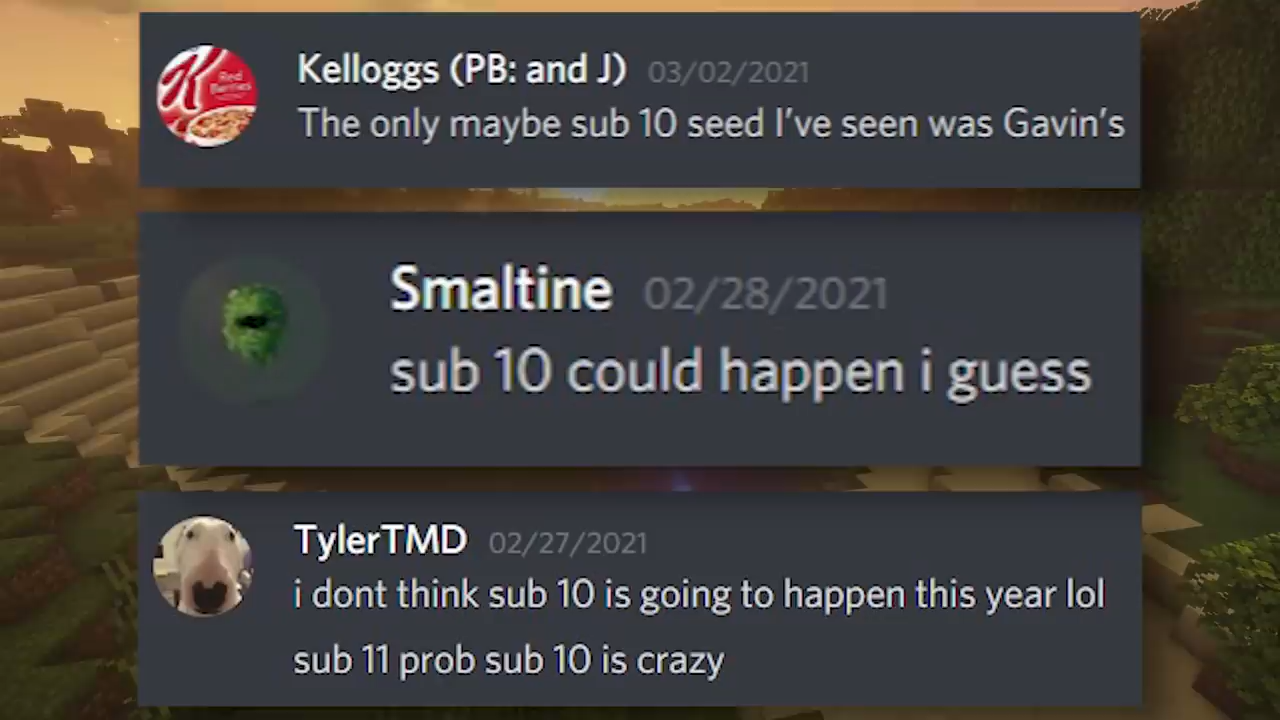 Kelloggs (PB: and J) 03/02/2021
The only maybe sub 10 seed I've seen was Gavin's
K
Red
Berries
Smaltine 02/28/2021
sub 10 could happen i guess
TylerTMD 02/27/2021
i dont think sub 10 is going to happen this year lol
sub 11 prob sub 10 is crazy